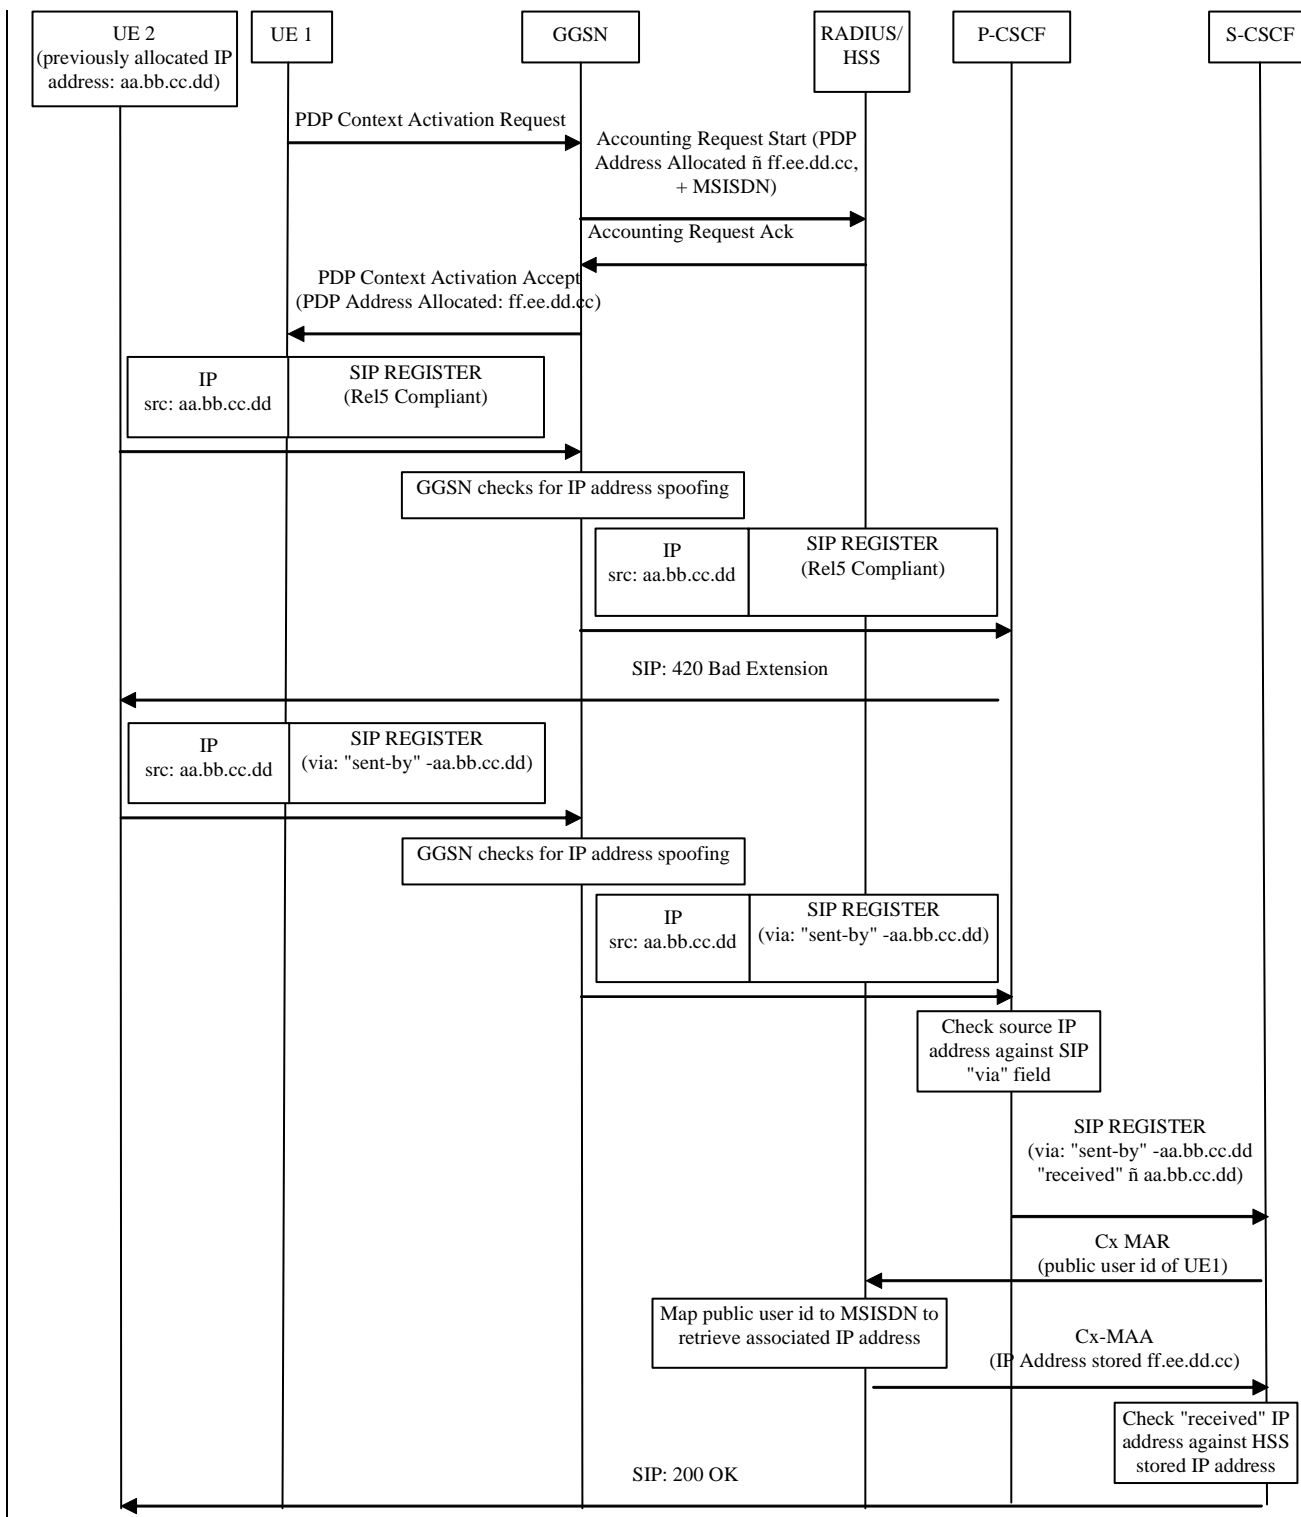 UE 2
(previously allocated IP
address: aa.bb.cc.dd)
UE 1
GGSN
RADIUS/
HSS
P-CSCF
S-CSCF
PDP Context Activation Request
Accounting Request Start (PDP
Address Allocated ñ ff.ee.dd.cc,
+ MSISDN)
Accounting Request Ack
PDP Context Activation Accept
(PDP Address Allocated: ff.ee.dd.cc)
IP
src: aa.bb.cc.dd
SIP REGISTER
(Rel5 Compliant)
GGSN checks for IP address spoofing
IP
src: aa.bb.cc.dd
SIP REGISTER
(Rel5 Compliant)
SIP: 420 Bad Extension
IP
src: aa.bb.cc.dd
SIP REGISTER
(via: "sent-by" -aa.bb.cc.dd)
GGSN checks for IP address spoofing
IP
src: aa.bb.cc.dd
SIP REGISTER
(via: "sent-by" -aa.bb.cc.dd)
Check source IP
address against SIP
"via" field
SIP REGISTER
(via: "sent-by" -aa.bb.cc.dd
"received" ñ aa.bb.cc.dd)
Cx MAR
(public user id of UE1)
Map public user id to MSISDN to
retrieve associated IP address
Cx-MAA
(IP Address stored ff.ee.dd.cc)
Check "received" IP
address against HSS
stored IP address
SIP: 200 OK